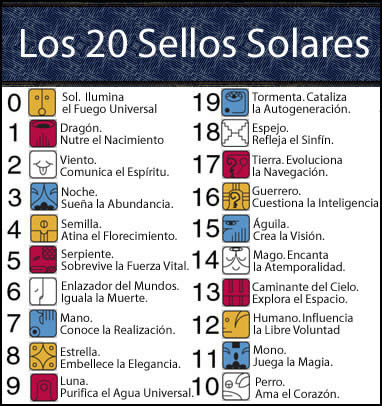 Los 20 Sellos Solares
0 Sol. Ilumina
el Fuego Universal
1 Dragón.
Nutre el Nacimiento
2 Viento.
Comunica el Espíritu.
3 Noche.
Sueña la Abundancia.
4 Semilla.
Atina el Florecimiento.
5 Serpiente.
Sobrevive la Fuerza Vital.
6 Enlazador del Mundos.
Iguala la Muerte.
7 Mano.
Conoce la Realización.
8 Estrella.
Embellece la Elegancia.
9 Luna.
Purifica el Agua Universal.
19 Tormenta. Cataliza
la Autogeneración.
18 Espejo.
Refleja el Sinfín.
17 Tierra. Evoluciona
la Navegación.
16 Guerrero.
Cuestiona la Inteligencia
15 Águila.
Crea la Visión.
14 Mago. Encanta
la Atemporalidad.
13 Caminante del Cielo.
Explora el Espacio.
12 Humano. Influencia
la Libre Voluntad
11 Mono.
Juega la Magia.
10 Perro.
Ama el Corazón.